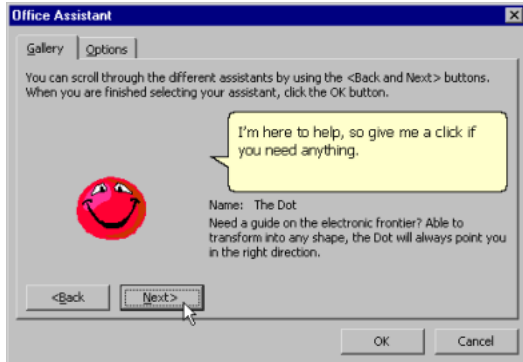 Office Assistant
Gallery
Options
You can scroll through the different assistants by using the <Back and Next> buttons.
When you are finished selecting your assistant, click the OK button.
I'm here to help, so give me a click if
you need anything.
Name: The Dot
Need a guide on the electronic frontier? Able to
transform into any shape, the Dot will always point you
in the right direction.
<Back
Next>
OK
Cancel